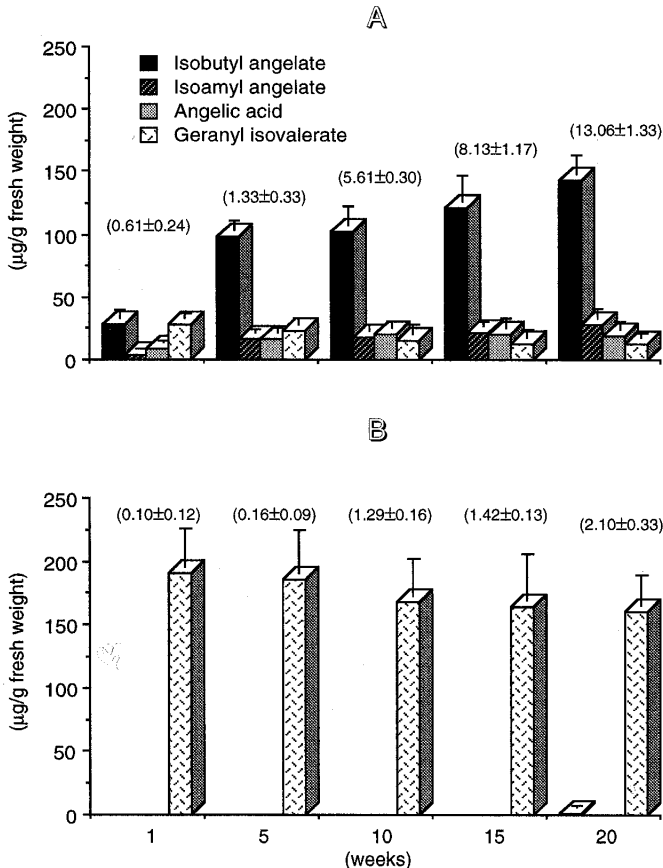 A
250
200
150
100
50
0
(µg/g fresh weight)
Isobutyl angelate
Isoamyl angelate
Angelic acid
Geranyl isovalerate
(0.61±0.24)
(1.33±0.33)
(5.61±0.30)
(8.13±1.17)
(13.06±1.33)
B
250
200
150
100
50
0
(µg/g fresh weight)
(0.10±0.12)
(0.16±0.09)
(1.29±0.16)
(1.42±0.13)
(2.10±0.33)
1 5 10 15 20
(weeks)